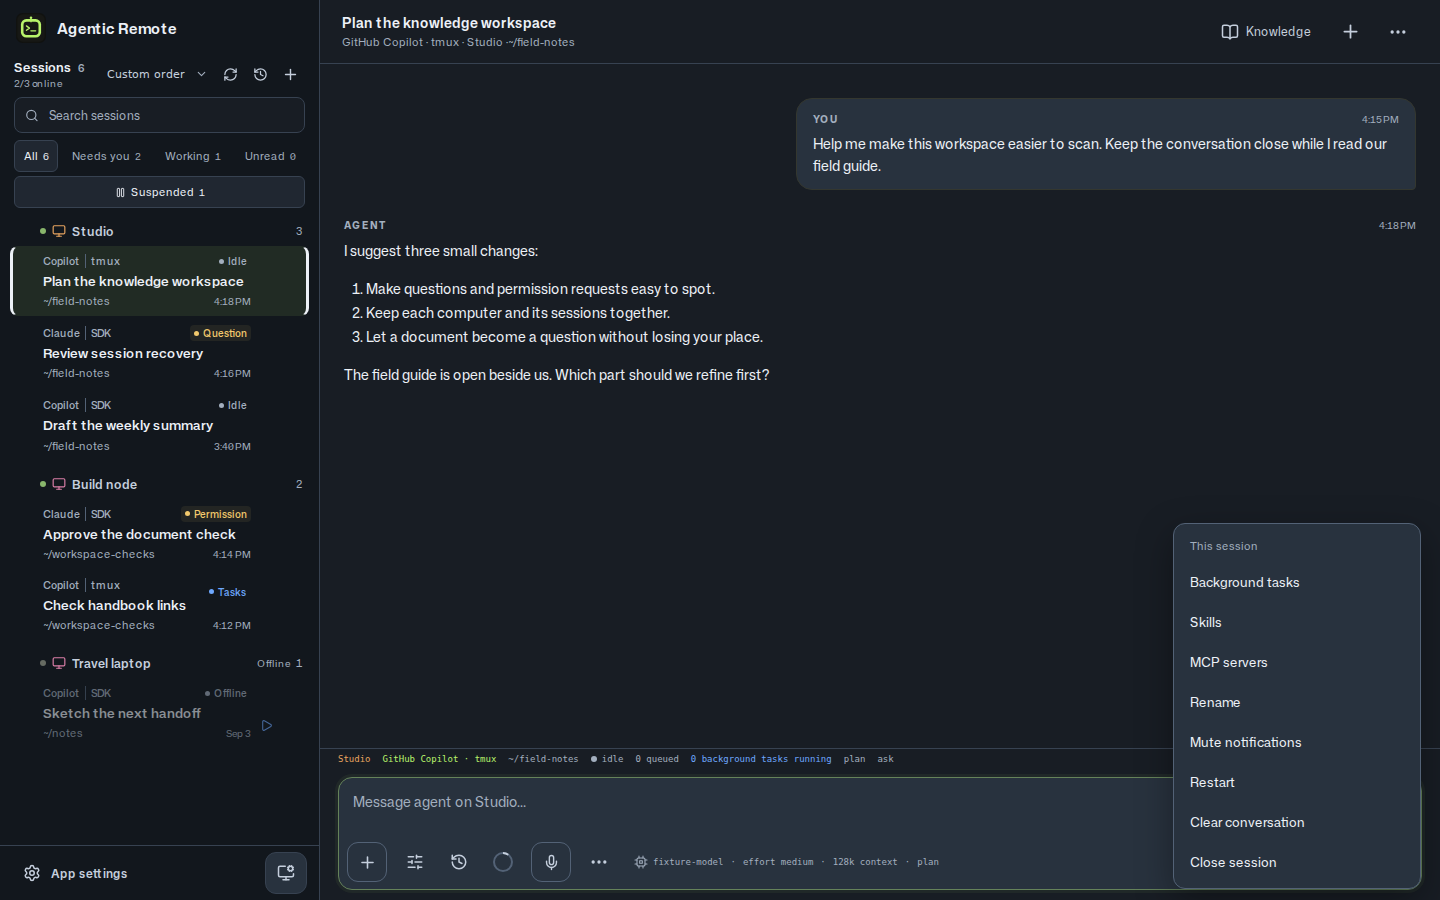 Agentic Remote
Sessions 6
2/3 online
Custom order
Search sessions
All 6
Needs you 2
Working 1
Unread 0
Suspended 1
Studio 3
Copilot | tmux
Idle
Plan the knowledge workspace
~/field-notes
4:18 PM
Claude | SDK
Question
Review session recovery
~/field-notes
4:16 PM
Copilot | SDK
Idle
Draft the weekly summary
~/field-notes
3:40 PM
Build node 2
Claude | SDK
Permission
Approve the document check
~/workspace-checks
4:14 PM
Copilot | tmux
Tasks
Check handbook links
~/workspace-checks
4:12 PM
Travel laptop
Offline 1
Copilot | SDK
Offline
Sketch the next handoff
~/notes
Sep 3
App settings
Plan the knowledge workspace
GitHub Copilot · tmux · Studio · ~/field-notes
Knowledge
YOU
4:15 PM
Help me make this workspace easier to scan. Keep the conversation close while I read our
field guide.
AGENT
4:18 PM
I suggest three small changes:
1. Make questions and permission requests easy to spot.
2. Keep each computer and its sessions together.
3. Let a document become a question without losing your place.
The field guide is open beside us. Which part should we refine first?
This session
Background tasks
Skills
MCP servers
Rename
Mute notifications
Restart
Clear conversation
Close session
Studio GitHub Copilot · tmux ~/field-notes idle 0 queued 0 background tasks running plan ask
Message agent on Studio...
fixture-model · effort medium · 128k context · plan